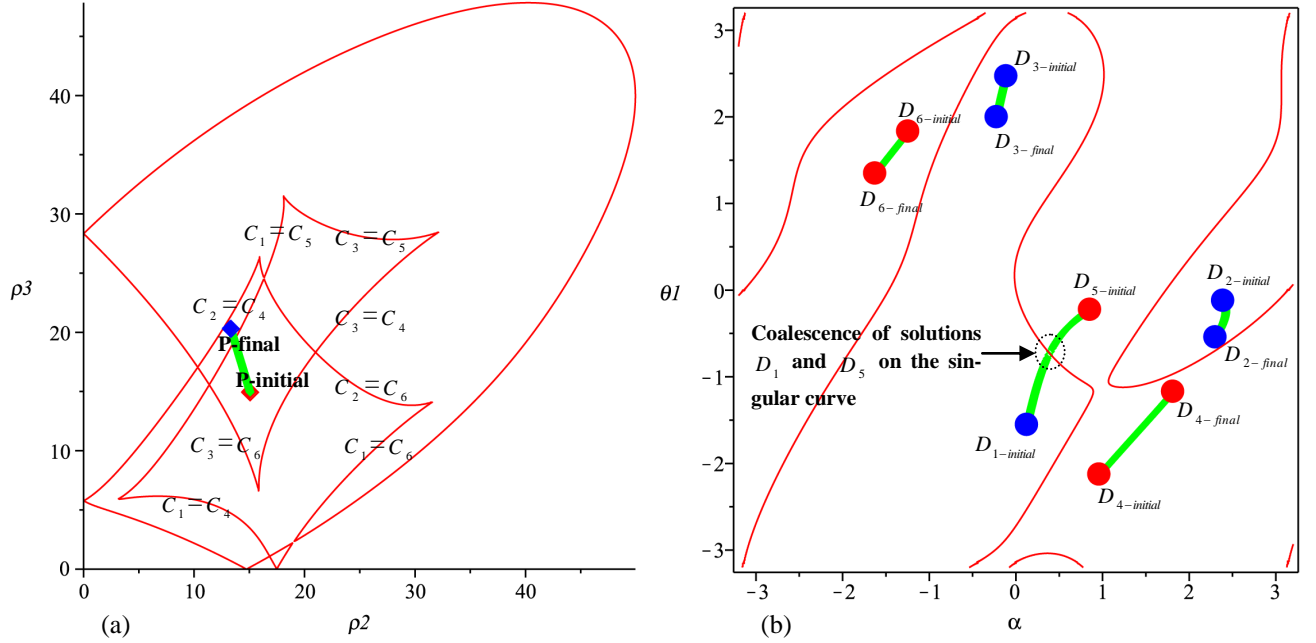 40
30
ρ3
20
10
0
0
10
20
30
40
ρ2
(a)
C₁=C₅
C₃=C₅
C₂=C₄
C₃=C₄
P-final
P-initial
C₂=C₆
C₃=C₆
C₁=C₆
C₁=C₄
3
2
1
0
θ1
−1
−2
−3
−3
−2
−1
0
1
2
3
α
(b)
D₃₋initial
D₆₋initial
D₃₋final
D₆₋final
D₂₋initial
D₅₋initial
D₂₋final
Coalescence of solutions
D₁ and D₅ on the sin-
gular curve
D₄₋final
D₁₋initial
D₄₋initial